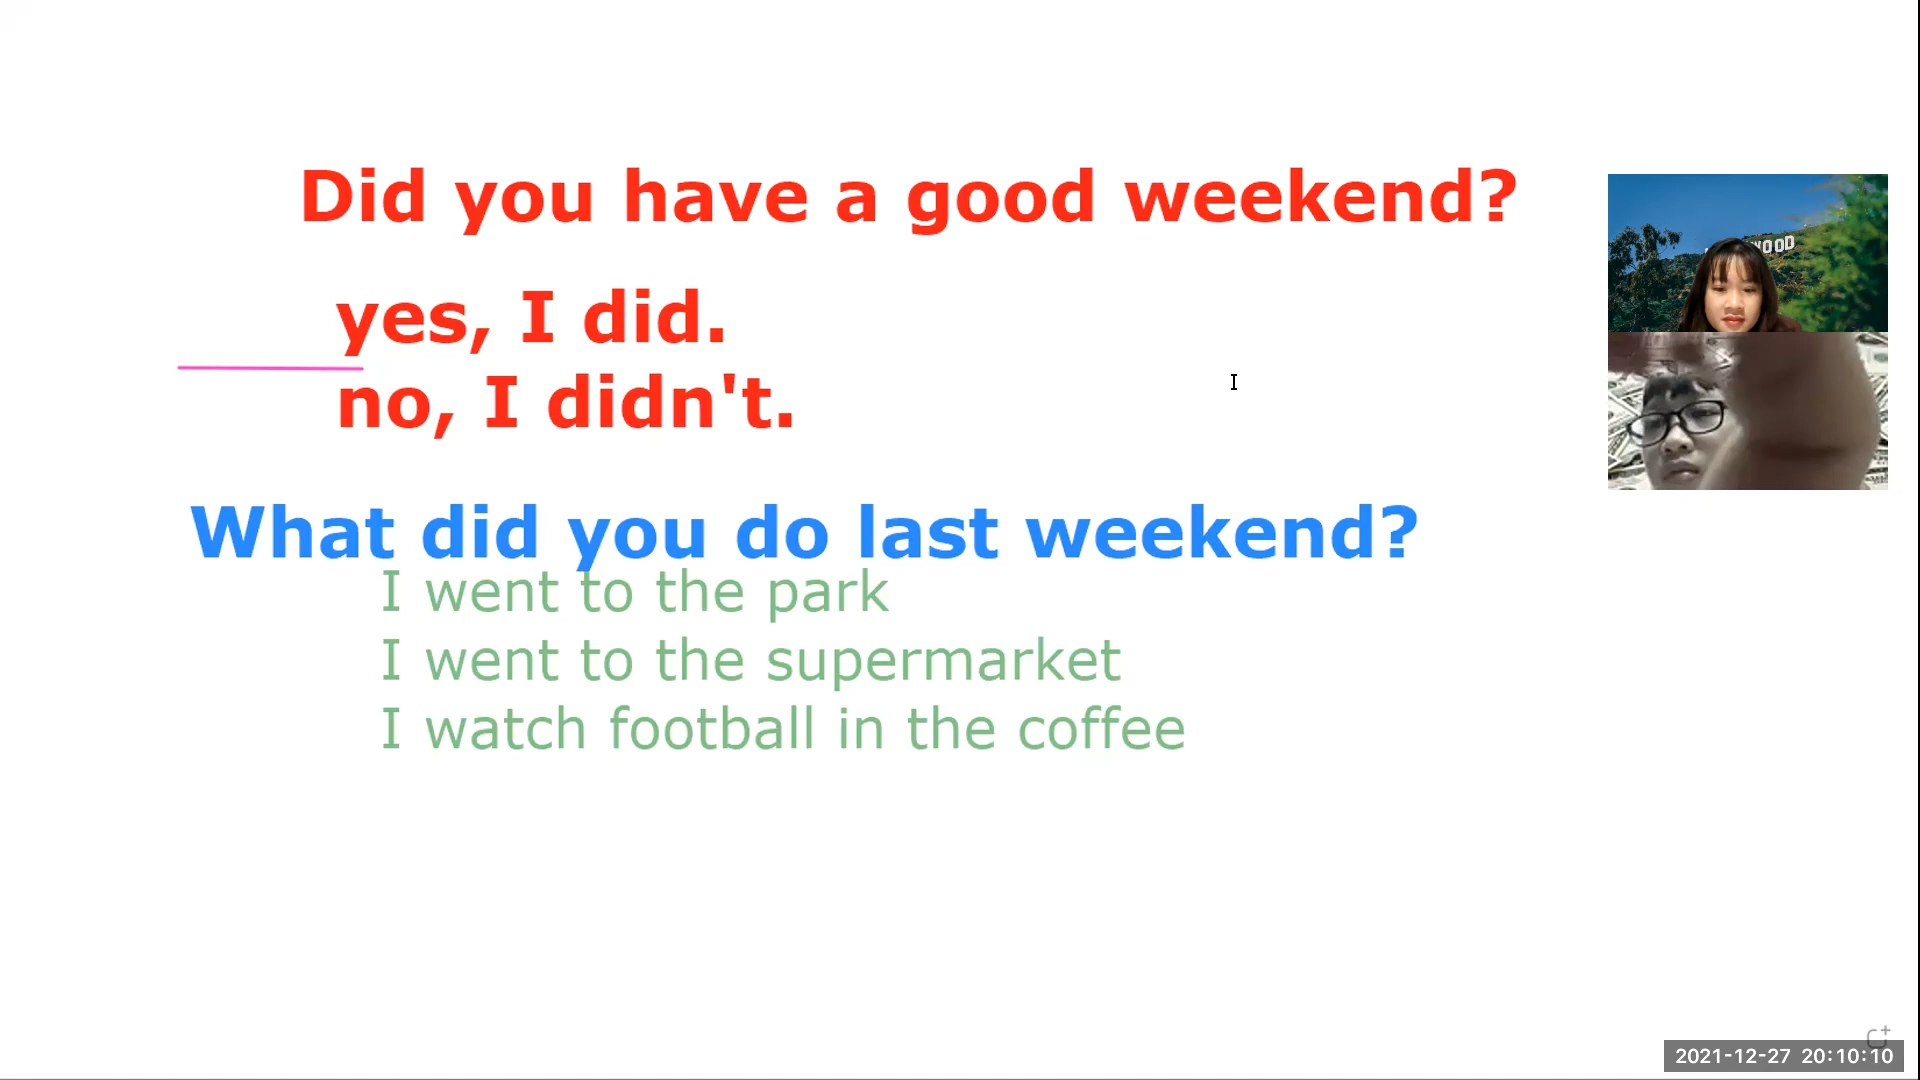 Did you have a good weekend?
yes, I did.
no, I didn't.
What did you do last weekend?
I went to the park
I went to the supermarket
I watch football in the coffee
WOOD
2021-12-27 20:10:10